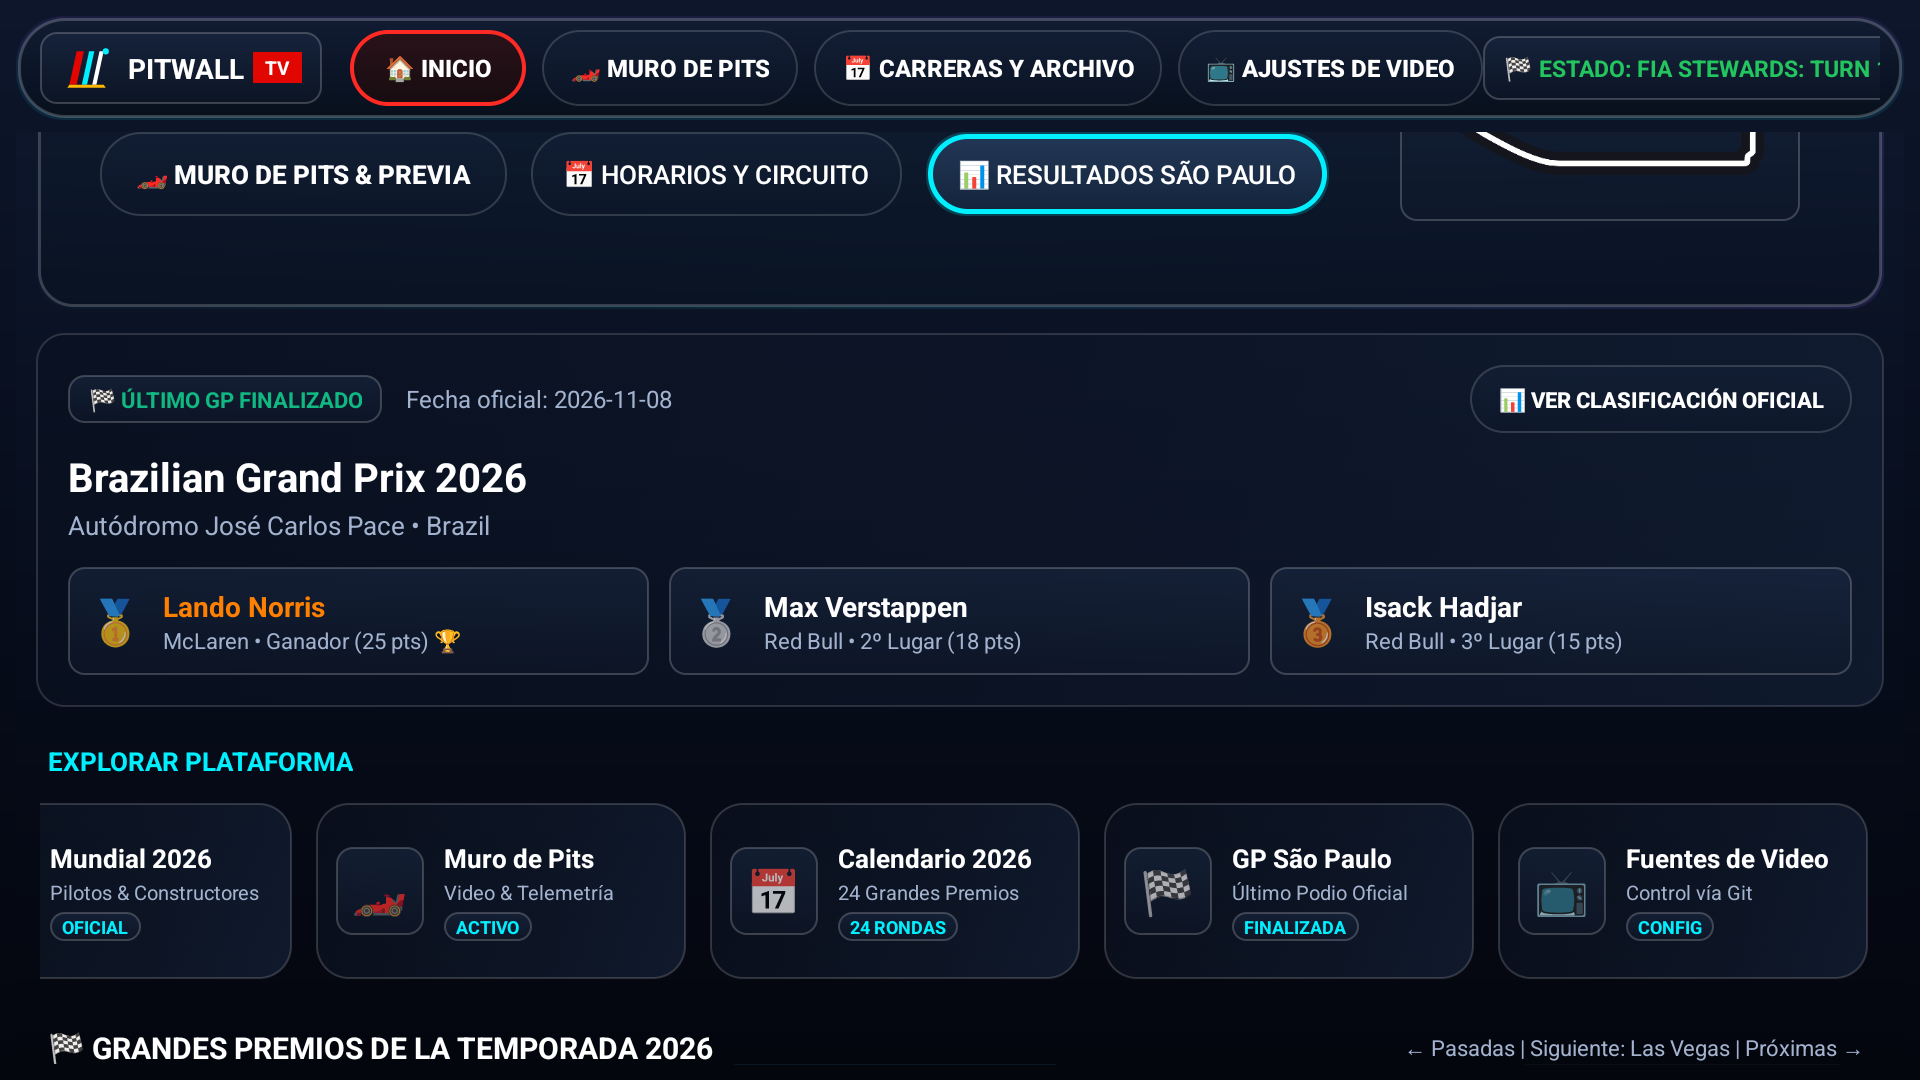 PITWALL TV
🏠 INICIO
🏎️ MURO DE PITS
📅 CARRERAS Y ARCHIVO
📺 AJUSTES DE VIDEO
🏁 ESTADO: FIA STEWARDS: TURN
🏎️ MURO DE PITS & PREVIA
📅 HORARIOS Y CIRCUITO
📊 RESULTADOS SÃO PAULO
🏁 ÚLTIMO GP FINALIZADO
Fecha oficial: 2026-11-08
📊 VER CLASIFICACIÓN OFICIAL
Brazilian Grand Prix 2026
Autódromo José Carlos Pace • Brazil
🥇 Lando Norris
McLaren • Ganador (25 pts) 🏆
🥈 Max Verstappen
Red Bull • 2º Lugar (18 pts)
🥉 Isack Hadjar
Red Bull • 3º Lugar (15 pts)
EXPLORAR PLATAFORMA
Mundial 2026
Pilotos & Constructores
OFICIAL
Muro de Pits
Video & Telemetría
ACTIVO
Calendario 2026
24 Grandes Premios
24 RONDAS
GP São Paulo
Último Podio Oficial
FINALIZADA
Fuentes de Video
Control vía Git
CONFIG
🏁 GRANDES PREMIOS DE LA TEMPORADA 2026
← Pasadas | Siguiente: Las Vegas | Próximas →